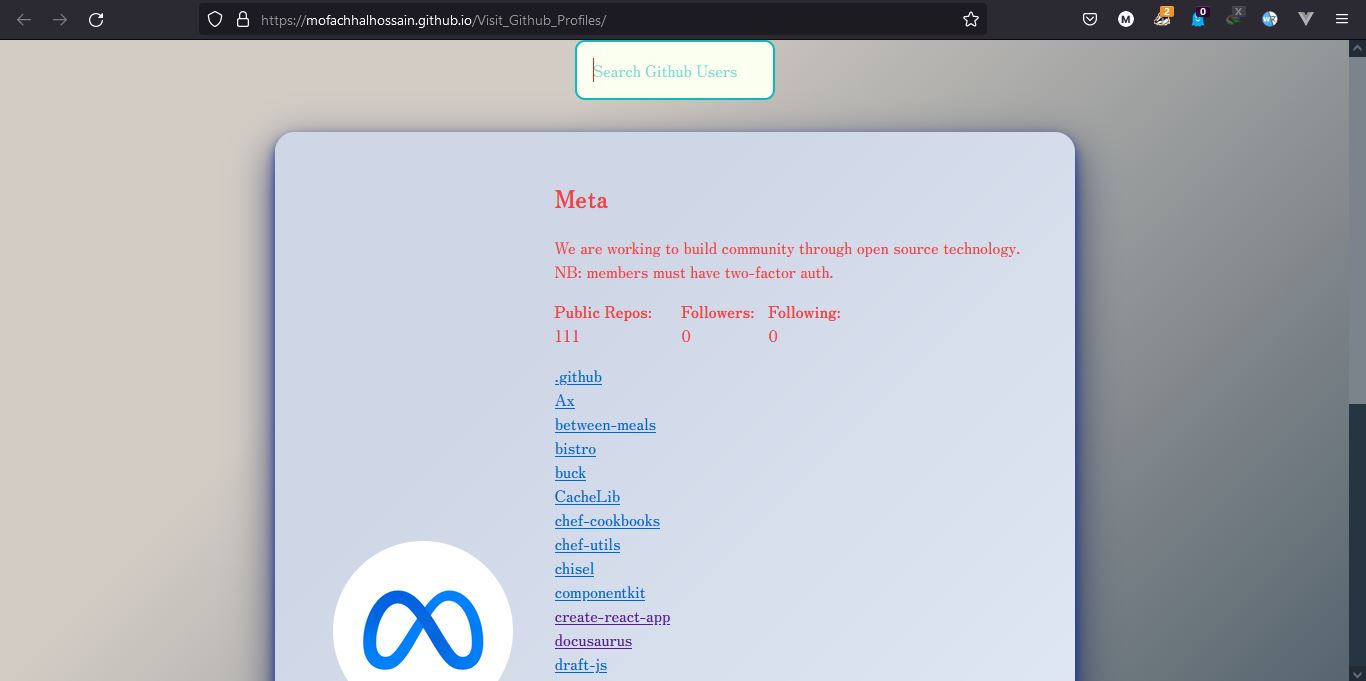 https://mofachhalhossain.github.io/Visit_Github_Profiles/
M
2
0
X
Search Github Users
Meta
We are working to build community through open source technology.
NB: members must have two-factor auth.
Public Repos: Followers: Following:
111 0 0
.github
Ax
between-meals
bistro
buck
CacheLib
chef-cookbooks
chef-utils
chisel
componentkit
create-react-app
docusaurus
draft-js